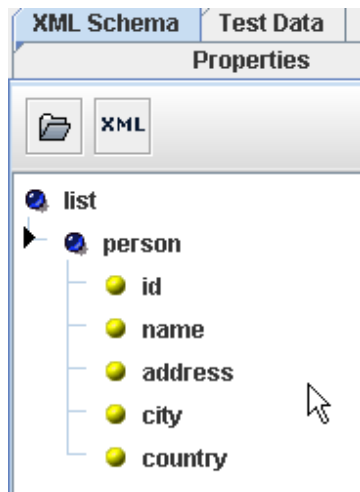 XML Schema Test Data
Properties
XML
list
person
id
name
address
city
country